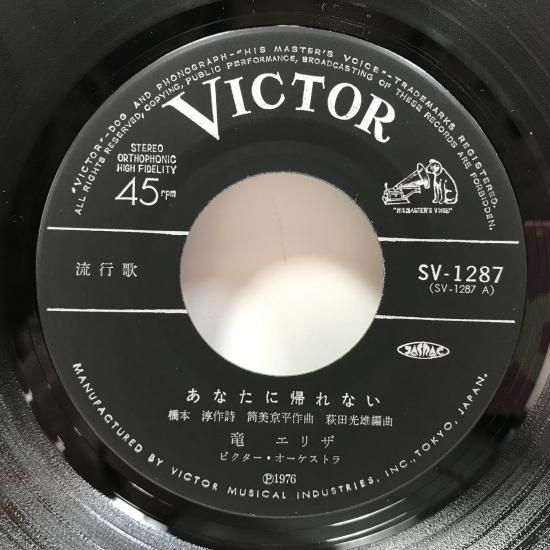 "VICTOR--DOG AND PHONOGRAPH--"HIS MASTER'S VOICE"--TRADEMARKS REGISTERED.
ALL RIGHTS RESERVED, COPYING, PUBLIC PERFORMANCE, BROADCASTING OF THESE RECORDS ARE FORBIDDEN.
VICTOR
STEREO
ORTHOPHONIC
HIGH FIDELITY
45rpm
"HIS MASTER'S VOICE"
流行歌
SV-1287
(SV-1287 A)
JASRAC
あなたに帰れない
橋本 淳作詩 筒美京平作曲 萩田光雄編曲
竜 エリザ
ビクター・オーケストラ
Ⓟ1976
MANUFACTURED BY VICTOR MUSICAL INDUSTRIES, INC., TOKYO, JAPAN.